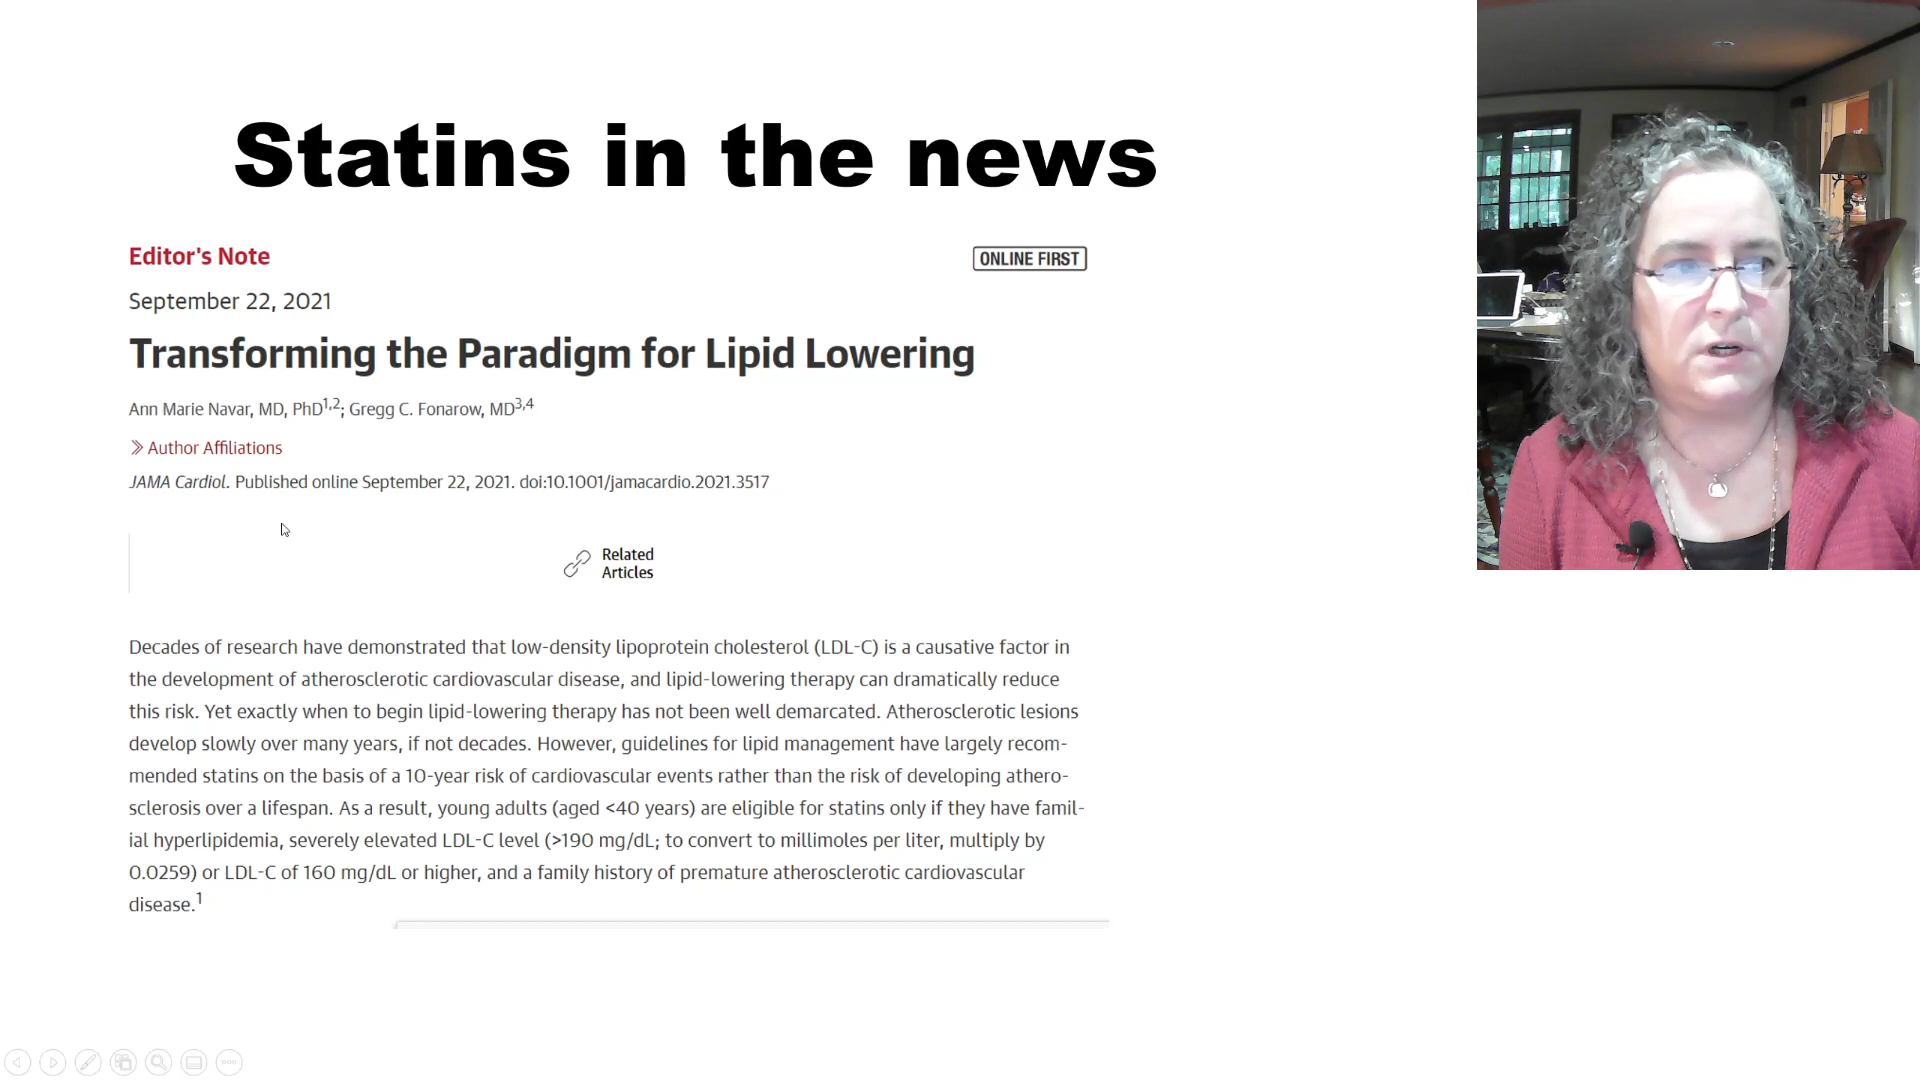 Statins in the news
Editor's Note
ONLINE FIRST
September 22, 2021
Transforming the Paradigm for Lipid Lowering
Ann Marie Navar, MD, PhD1,2; Gregg C. Fonarow, MD3,4
» Author Affiliations
JAMA Cardiol. Published online September 22, 2021. doi:10.1001/jamacardio.2021.3517
Related
Articles
Decades of research have demonstrated that low-density lipoprotein cholesterol (LDL-C) is a causative factor in
the development of atherosclerotic cardiovascular disease, and lipid-lowering therapy can dramatically reduce
this risk. Yet exactly when to begin lipid-lowering therapy has not been well demarcated. Atherosclerotic lesions
develop slowly over many years, if not decades. However, guidelines for lipid management have largely recom-
mended statins on the basis of a 10-year risk of cardiovascular events rather than the risk of developing athero-
sclerosis over a lifespan. As a result, young adults (aged <40 years) are eligible for statins only if they have famil-
ial hyperlipidemia, severely elevated LDL-C level (>190 mg/dL; to convert to millimoles per liter, multiply by
0.0259) or LDL-C of 160 mg/dL or higher, and a family history of premature atherosclerotic cardiovascular
disease.1